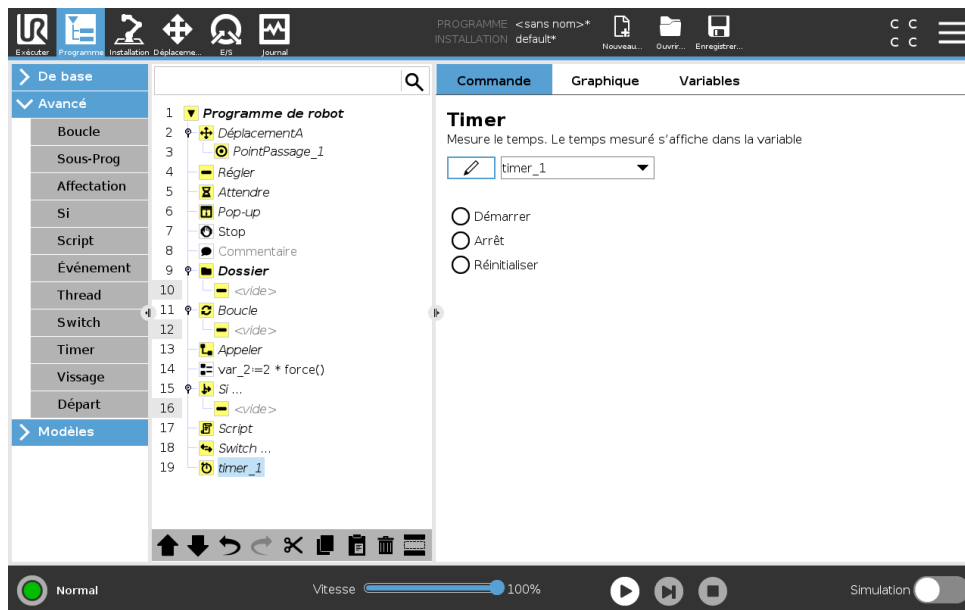 PROGRAMME <sans nom>*
INSTALLATION default*
Exécuter Programme Installation Déplaceme... E/S Journal Nouveau... Ouvrir... Enregistrer...
C C
C C
De base
Avancé
Boucle
Sous-Prog
Affectation
Si
Script
Événement
Thread
Switch
Timer
Vissage
Départ
Modèles
1 Programme de robot
2 DéplacementA
3 PointPassage_1
4 Régler
5 Attendre
6 Pop-up
7 Stop
8 Commentaire
9 Dossier
10 <vide>
11 Boucle
12 <vide>
13 Appeler
14 var_2:=2 * force()
15 Si ...
16 <vide>
17 Script
18 Switch ...
19 timer_1
Commande Graphique Variables
Timer
Mesure le temps. Le temps mesuré s’affiche dans la variable
timer_1
Démarrer
Arrêt
Réinitialiser
Normal Vitesse 100% Simulation